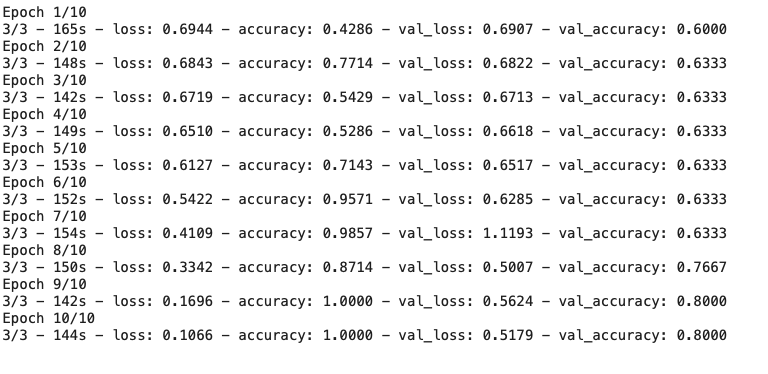 Epoch 1/10
3/3 - 165s - loss: 0.6944 - accuracy: 0.4286 - val_loss: 0.6907 - val_accuracy: 0.6000
Epoch 2/10
3/3 - 148s - loss: 0.6843 - accuracy: 0.7714 - val_loss: 0.6822 - val_accuracy: 0.6333
Epoch 3/10
3/3 - 142s - loss: 0.6719 - accuracy: 0.5429 - val_loss: 0.6713 - val_accuracy: 0.6333
Epoch 4/10
3/3 - 149s - loss: 0.6510 - accuracy: 0.5286 - val_loss: 0.6618 - val_accuracy: 0.6333
Epoch 5/10
3/3 - 153s - loss: 0.6127 - accuracy: 0.7143 - val_loss: 0.6517 - val_accuracy: 0.6333
Epoch 6/10
3/3 - 152s - loss: 0.5422 - accuracy: 0.9571 - val_loss: 0.6285 - val_accuracy: 0.6333
Epoch 7/10
3/3 - 154s - loss: 0.4109 - accuracy: 0.9857 - val_loss: 1.1193 - val_accuracy: 0.6333
Epoch 8/10
3/3 - 150s - loss: 0.3342 - accuracy: 0.8714 - val_loss: 0.5007 - val_accuracy: 0.7667
Epoch 9/10
3/3 - 142s - loss: 0.1696 - accuracy: 1.0000 - val_loss: 0.5624 - val_accuracy: 0.8000
Epoch 10/10
3/3 - 144s - loss: 0.1066 - accuracy: 1.0000 - val_loss: 0.5179 - val_accuracy: 0.8000